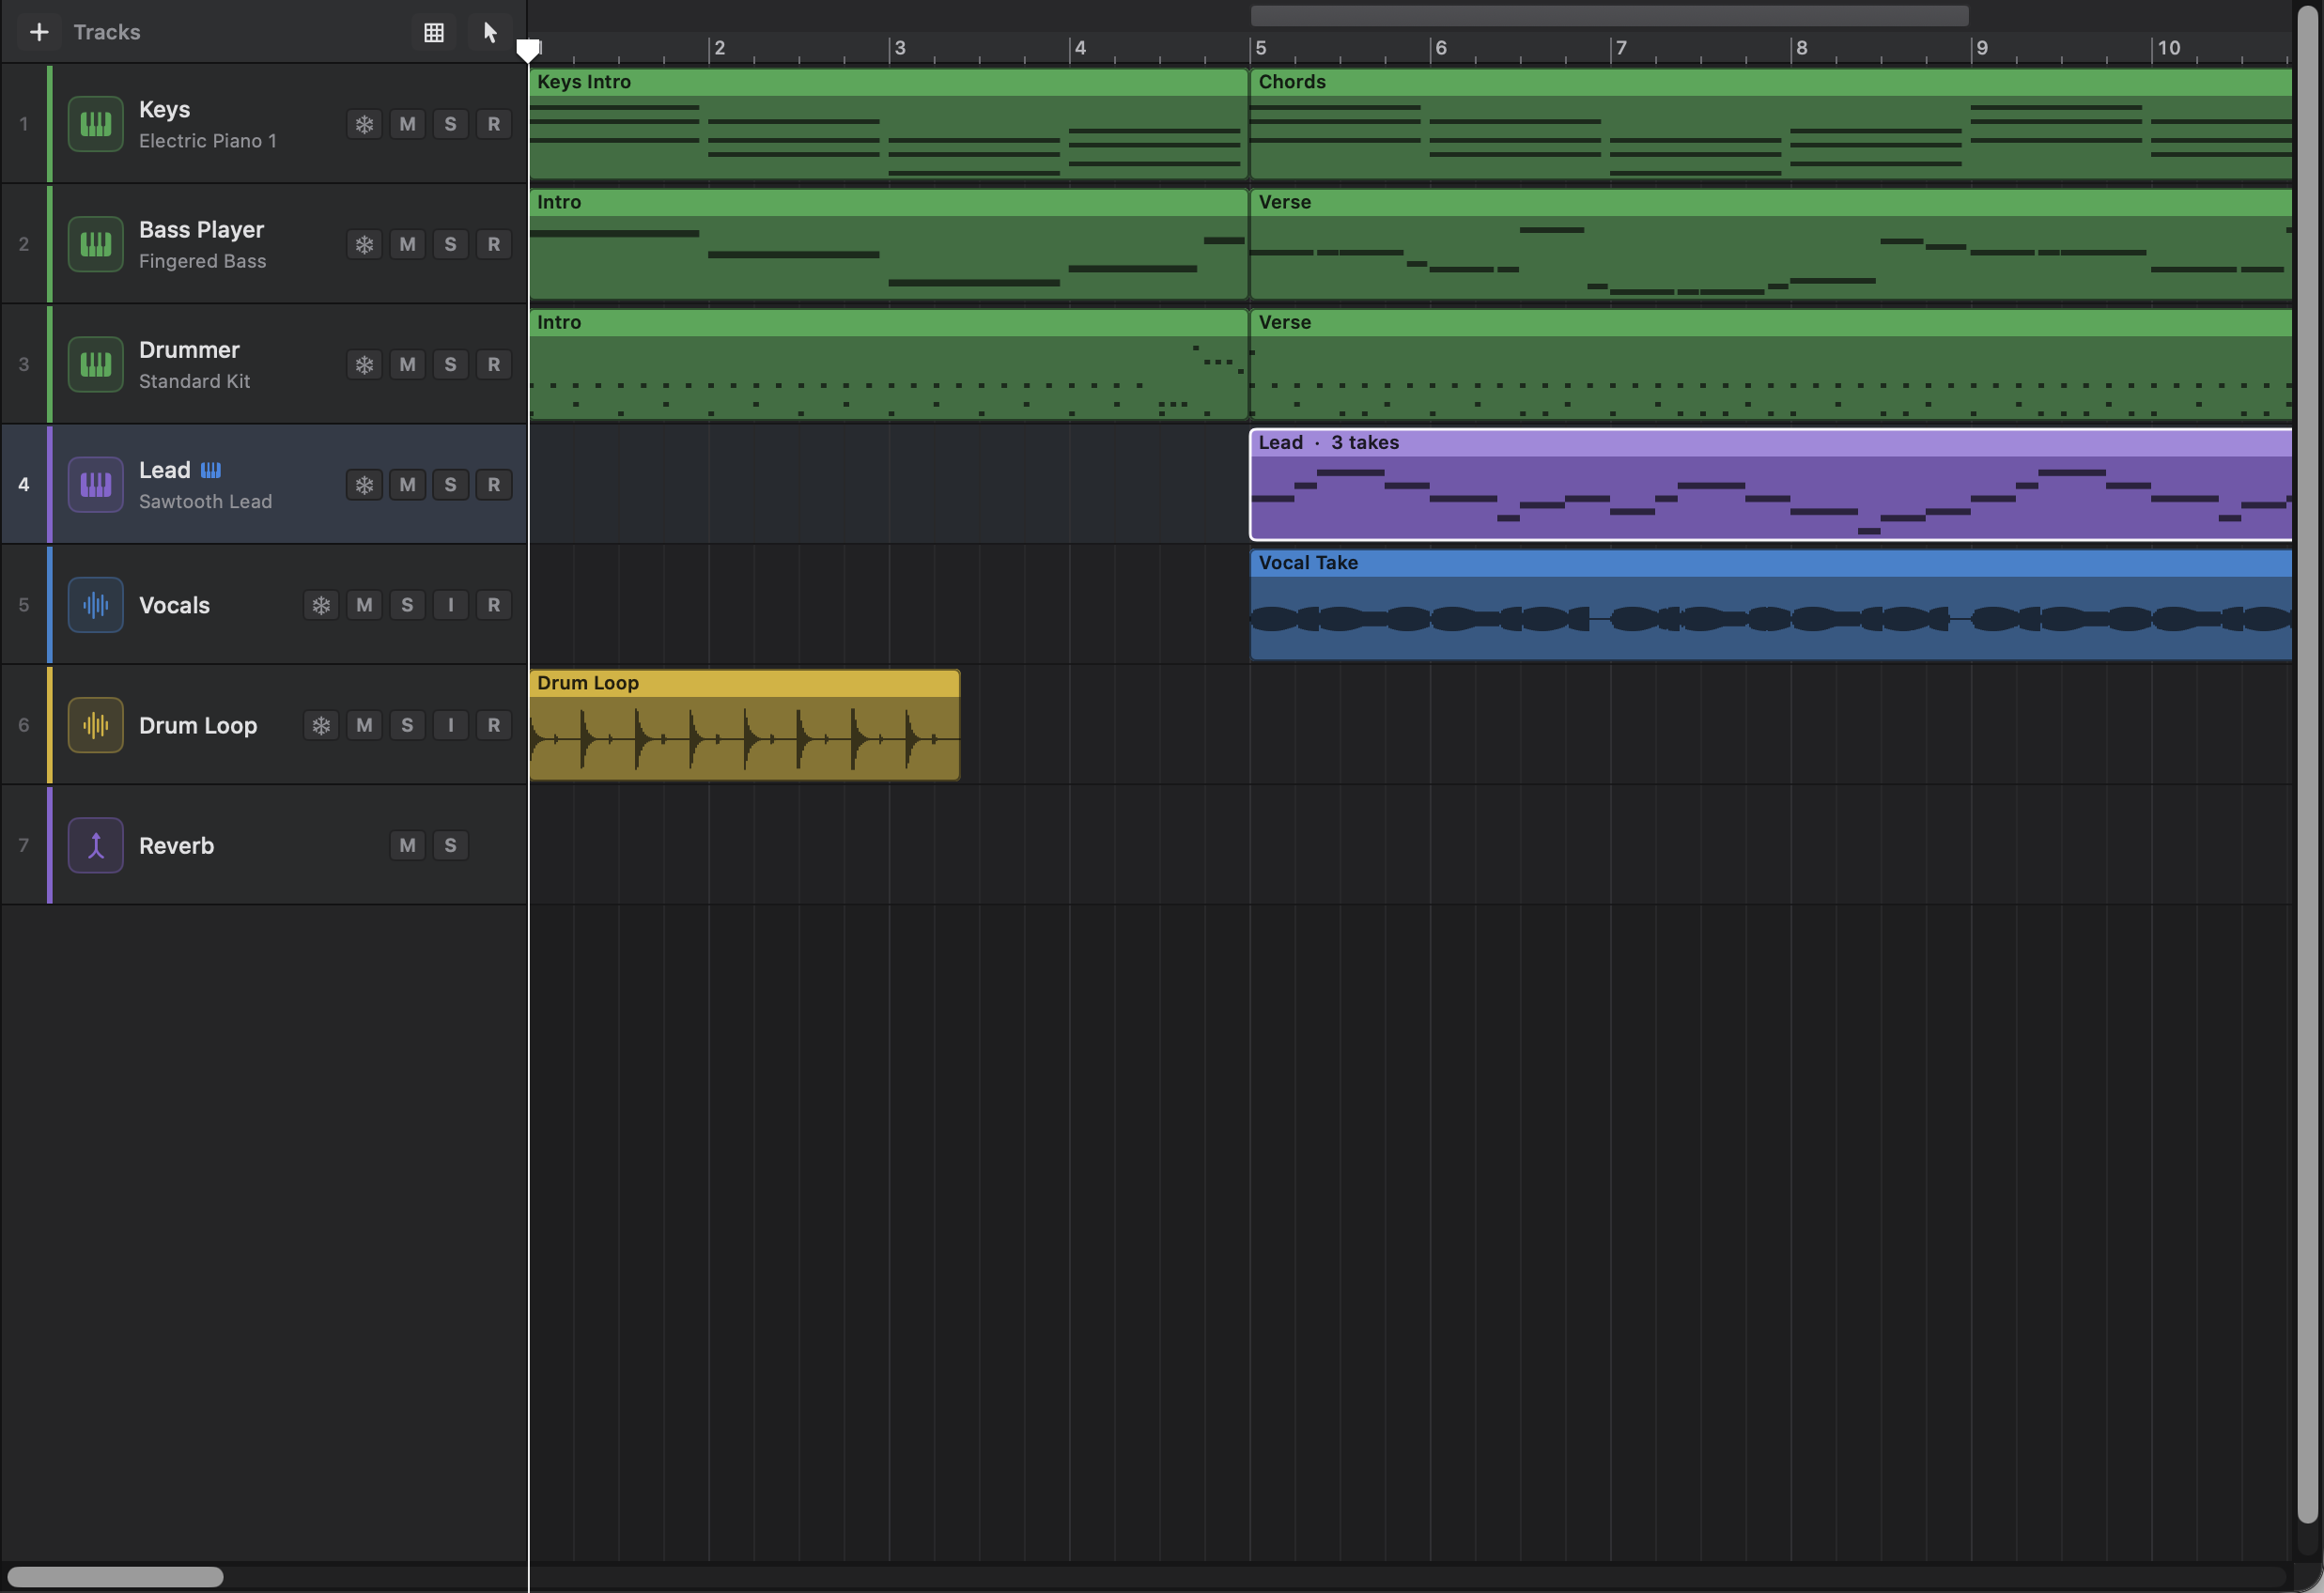 Tracks
2 3 4 5 6 7 8 9 10
1 Keys M S R
Electric Piano 1
Keys Intro Chords
2 Bass Player M S R
Fingered Bass
Intro Verse
3 Drummer M S R
Standard Kit
Intro Verse
4 Lead M S R
Sawtooth Lead
Lead · 3 takes
5 Vocals M S I R
Vocal Take
6 Drum Loop M S I R
Drum Loop
7 Reverb M S